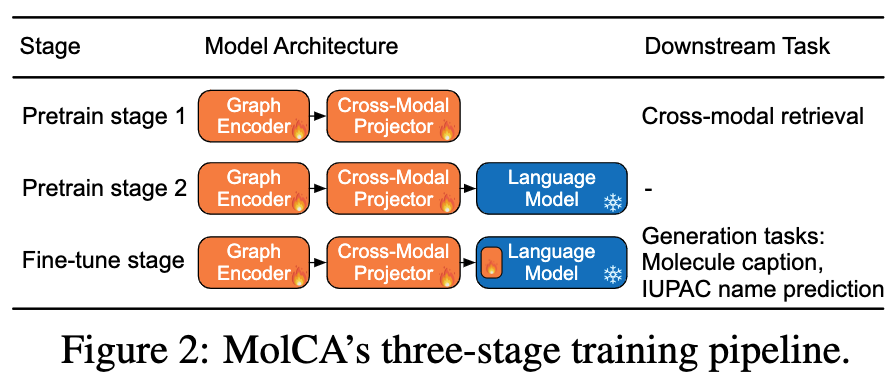 Stage Model Architecture Downstream Task
Pretrain stage 1 Graph Encoder Cross-Modal Projector Cross-modal retrieval
Pretrain stage 2 Graph Encoder Cross-Modal Projector Language Model -
Fine-tune stage Graph Encoder Cross-Modal Projector Language Model Generation tasks:
Molecule caption,
IUPAC name prediction
Figure 2: MolCA's three-stage training pipeline.